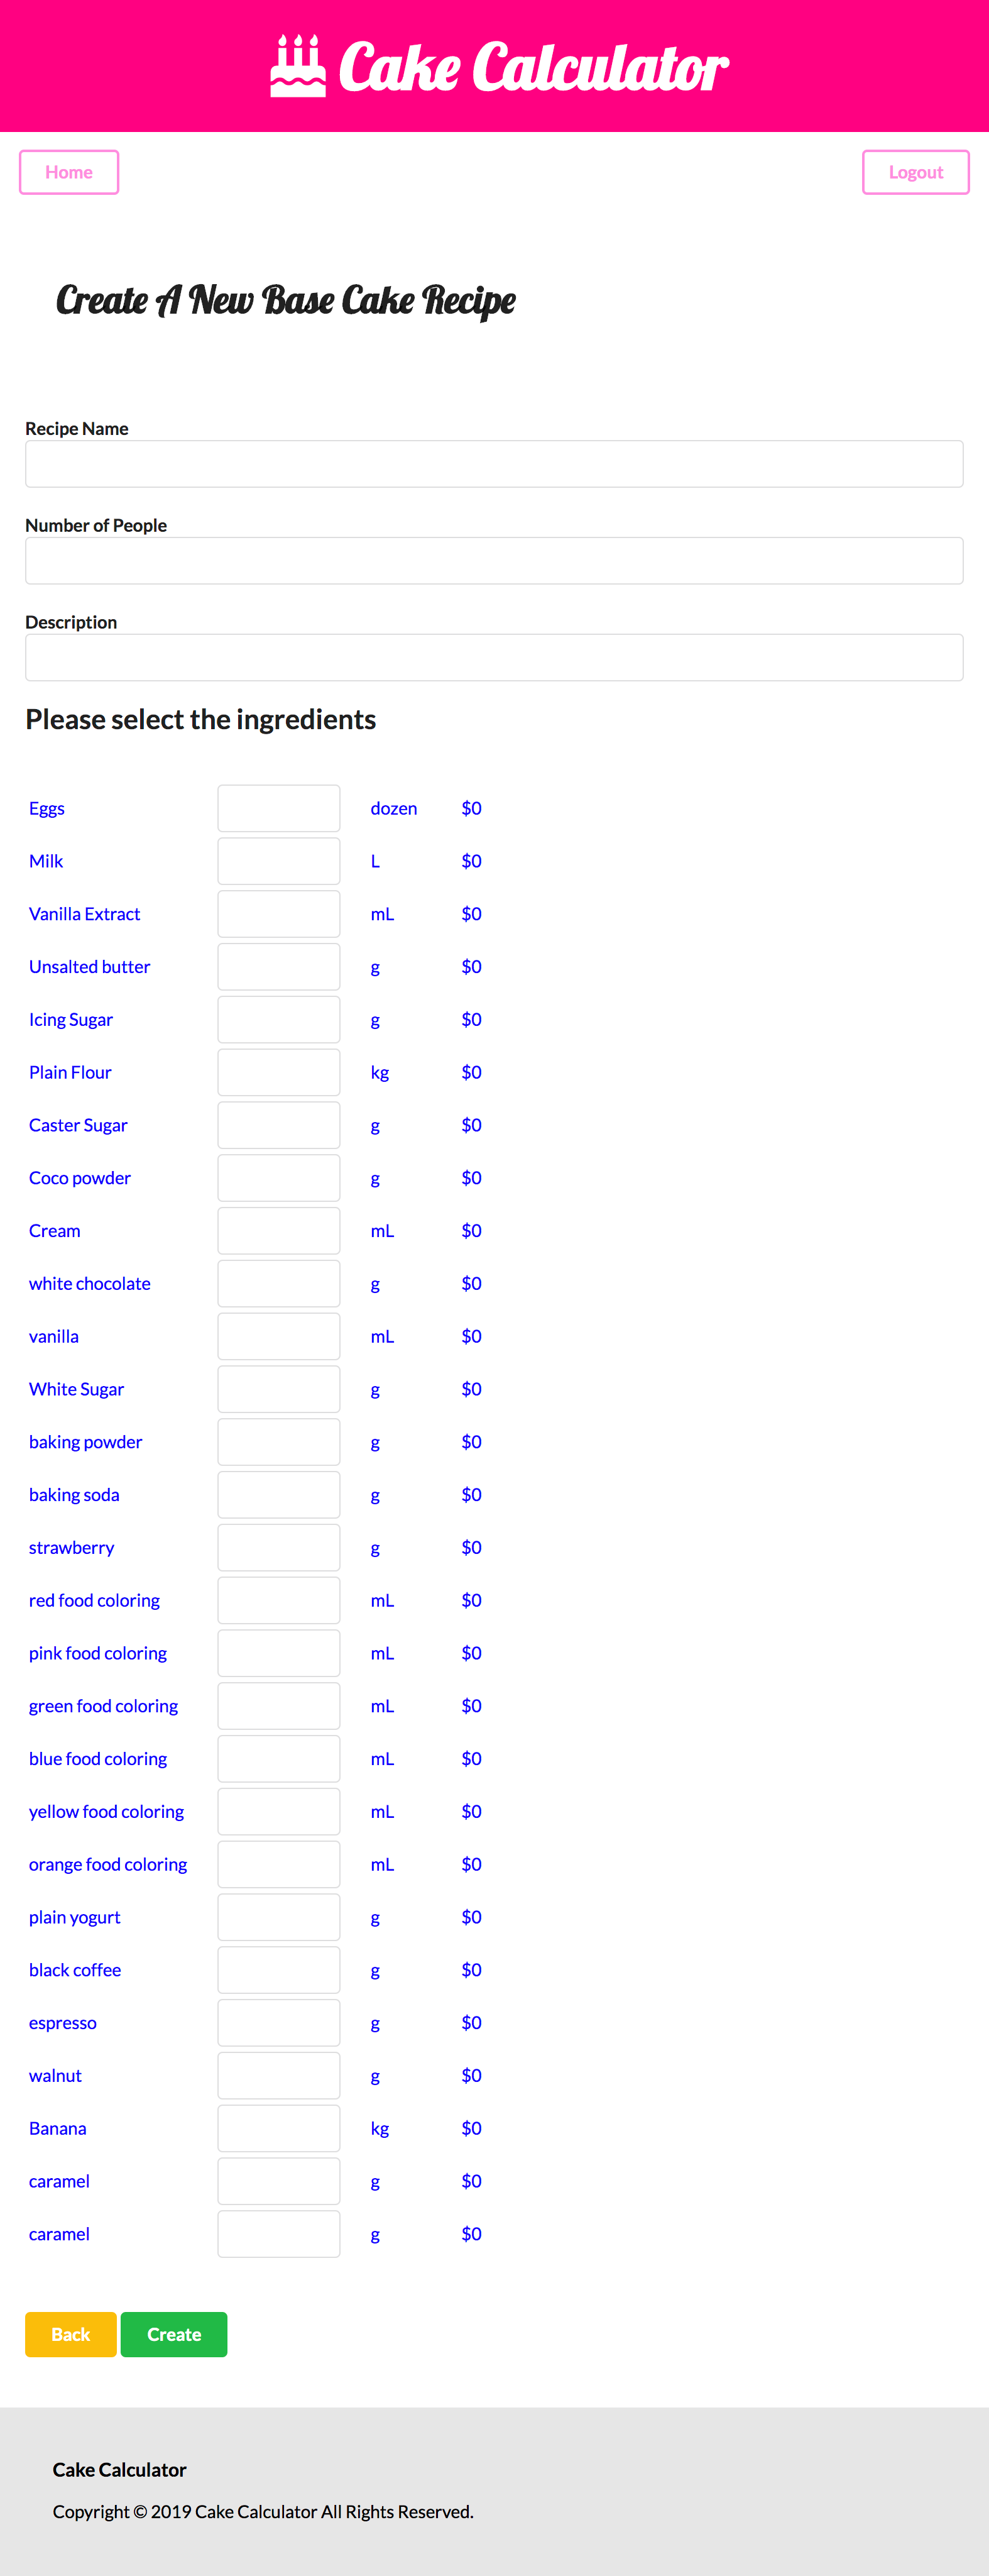 Cake Calculator
Home Logout
Create A New Base Cake Recipe
Recipe Name
Number of People
Description
Please select the ingredients
Eggs dozen $0
Milk L $0
Vanilla Extract mL $0
Unsalted butter g $0
Icing Sugar g $0
Plain Flour kg $0
Caster Sugar g $0
Coco powder g $0
Cream mL $0
white chocolate g $0
vanilla mL $0
White Sugar g $0
baking powder g $0
baking soda g $0
strawberry g $0
red food coloring mL $0
pink food coloring mL $0
green food coloring mL $0
blue food coloring mL $0
yellow food coloring mL $0
orange food coloring mL $0
plain yogurt g $0
black coffee g $0
espresso g $0
walnut g $0
Banana kg $0
caramel g $0
caramel g $0
Back Create
Cake Calculator
Copyright © 2019 Cake Calculator All Rights Reserved.